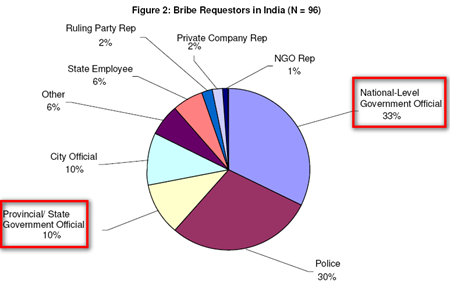 Figure 2: Bribe Requestors in India (N = 96)
Ruling Party Rep
2%
Private Company Rep
2%
NGO Rep
1%
State Employee
6%
National-Level
Government Official
33%
Other
6%
City Official
10%
Provincial/ State
Government Official
10%
Police
30%